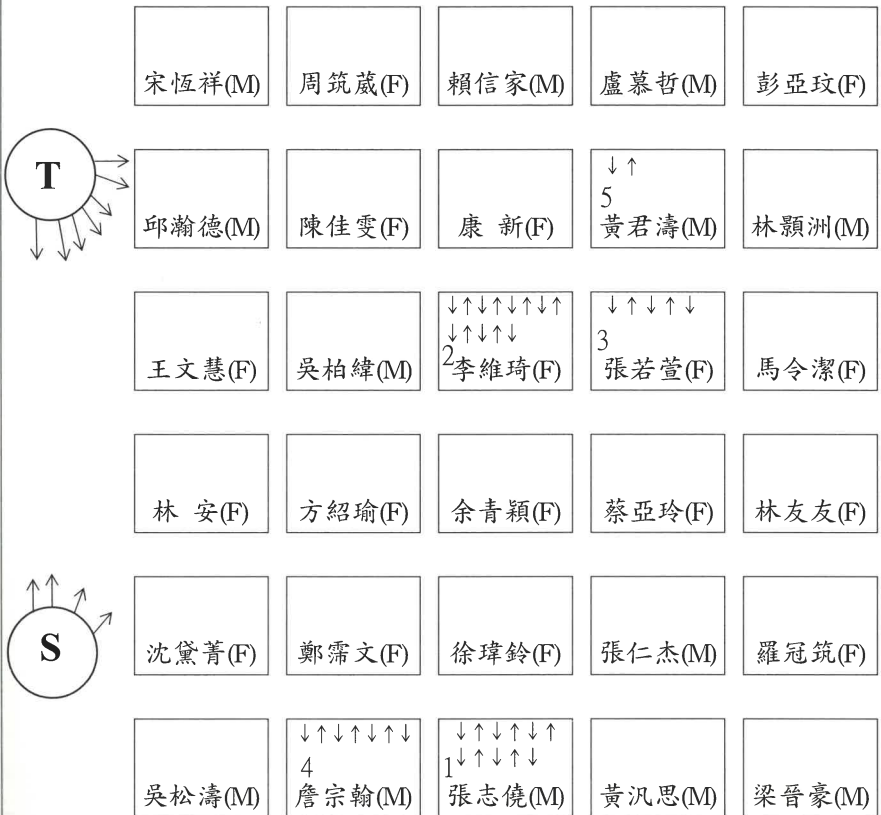 宋恆祥(M) 周筑葳(F) 賴信家(M) 盧慕哲(M) 彭亞玟(F)
T
↓↑
5
邱瀚德(M) 陳佳雯(F) 康 新(F) 黃君濤(M) 林顥洲(M)
↓↑↓↑↓↑↓↑ ↓↑↓↑↓
↓↑↓↑↓
2 3
王文慧(F) 吳柏緯(M) 李維琦(F) 張若萱(F) 馬令潔(F)
林 安(F) 方紹瑜(F) 余青穎(F) 蔡亞玲(F) 林友友(F)
S
沈黛菁(F) 鄭霈文(F) 徐瑋鈴(F) 張仁杰(M) 羅冠筑(F)
↓↑↓↑↓↑↓ ↓↑↓↑↓↑
↓↑↓↑↓
4 1
吳松濤(M) 詹宗翰(M) 張志僥(M) 黃汎思(M) 梁晉豪(M)